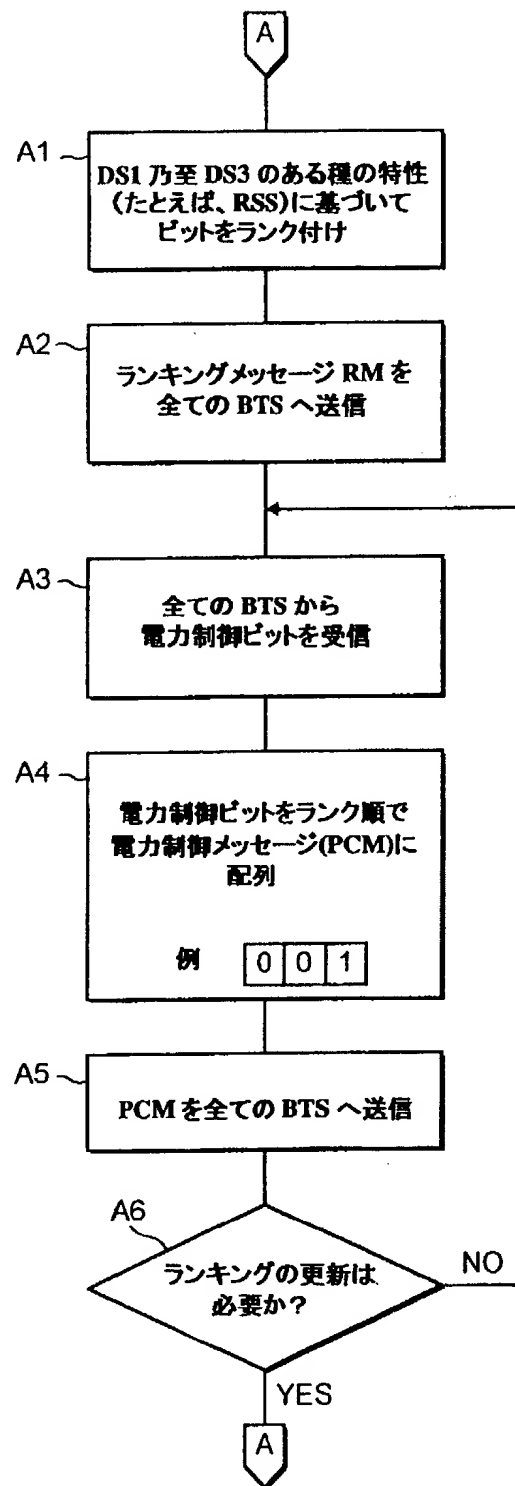 A
A1
DS1 乃至 DS3 のある種の特性
(たとえば、RSS)に基づいて
ビットをランク付け
A2
ランキングメッセージ RM を
全ての BTS へ送信
A3
全ての BTS から
電力制御ビットを受信
A4
電力制御ビットをランク順で
電力制御メッセージ(PCM)に
配列
例 0 0 1
A5
PCM を全ての BTS へ送信
A6
ランキングの更新は
必要か?
NO
YES
A